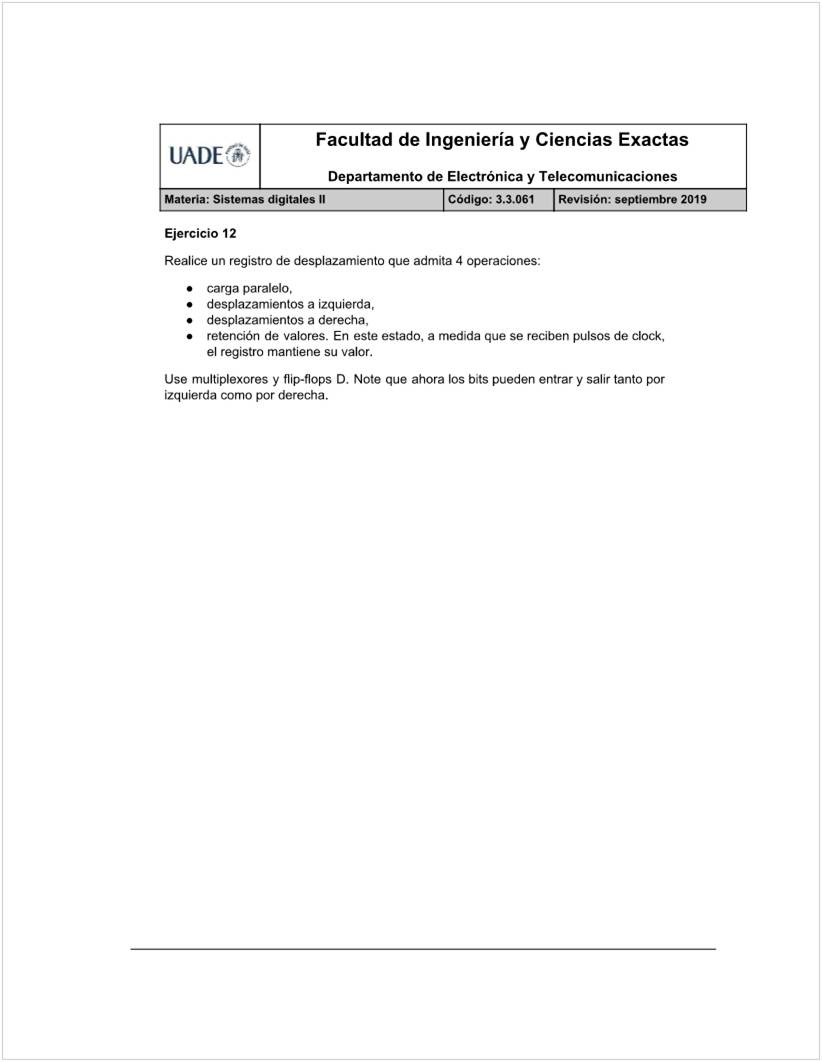 UADE
Facultad de Ingeniería y Ciencias Exactas
Departamento de Electrónica y Telecomunicaciones
Materia: Sistemas digitales II Código: 3.3.061 Revisión: septiembre 2019
Ejercicio 12
Realice un registro de desplazamiento que admita 4 operaciones:
● carga paralelo,
● desplazamientos a izquierda,
● desplazamientos a derecha,
● retención de valores. En este estado, a medida que se reciben pulsos de clock,
el registro mantiene su valor.
Use multiplexores y flip-flops D. Note que ahora los bits pueden entrar y salir tanto por
izquierda como por derecha.